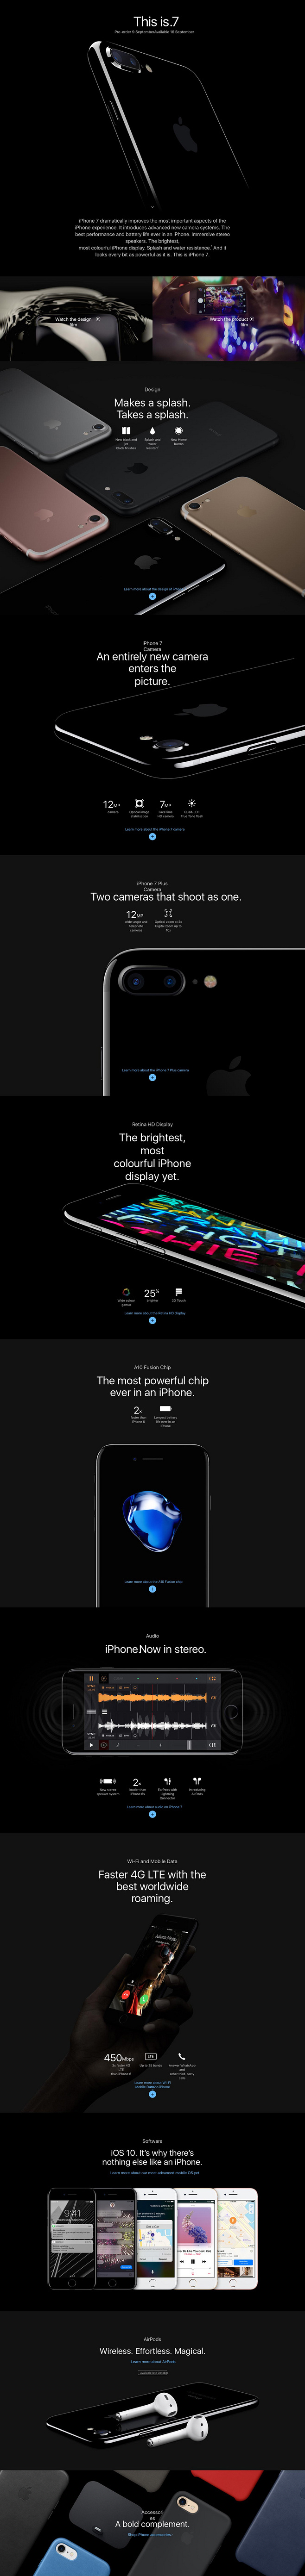 This is.7
Pre-order 9 SeptemberAvailable 16 September
iPhone 7 dramatically improves the most important aspects of the
iPhone experience. It introduces advanced new camera systems. The
best performance and battery life ever in an iPhone. Immersive stereo
speakers. The brightest,
most colourful iPhone display. Splash and water resistance. And it
looks every bit as powerful as it is. This is iPhone 7.
Watch the design
film
Watch the product
film
Design
Makes a splash.
Takes a splash.
New black and
jet
black finishes
Splash and
water
resistant
New Home
button
Learn more about the design of iPhone
iPhone 7
Camera
An entirely new camera
enters the
picture.
12MP
camera
Optical image
stabilisation
7MP
FaceTime
HD camera
Quad-LED
True Tone flash
Learn more about the iPhone 7 camera
iPhone 7 Plus
Camera
Two cameras that shoot as one.
12MP
wide-angle and
telephoto
cameras
Optical zoom at 2x
Digital zoom up to
10x
Learn more about the iPhone 7 Plus camera
Retina HD Display
The brightest,
most
colourful iPhone
display yet.
Wide colour
gamut
25%
brighter
3D Touch
Learn more about the Retina HD display
A10 Fusion Chip
The most powerful chip
ever in an iPhone.
2x
faster than
iPhone 6
Longest battery
life ever in an
iPhone
Learn more about the A10 Fusion chip
Audio
iPhone.Now in stereo.
FX
FX
New stereo
speaker system
2x
louder than
iPhone 6s
EarPods with
Lightning
Connector
Introducing
AirPods
Learn more about audio on iPhone 7
Wi-Fi and Mobile Data
Faster 4G LTE with the
best worldwide
roaming.
450Mbps
3x faster 4G
LTE
than iPhone 6
LTE
Up to 25 bands
Answer WhatsApp
and
other third-party
calls
Learn more about Wi-Fi
Software
iOS 10. It's why there's
nothing else like an iPhone.
Learn more about our most advanced mobile OS yet
9:41
AirPods
Wireless. Effortless. Magical.
Learn more about AirPods
Accessori
es
A bold complement.
Shop iPhone accessories